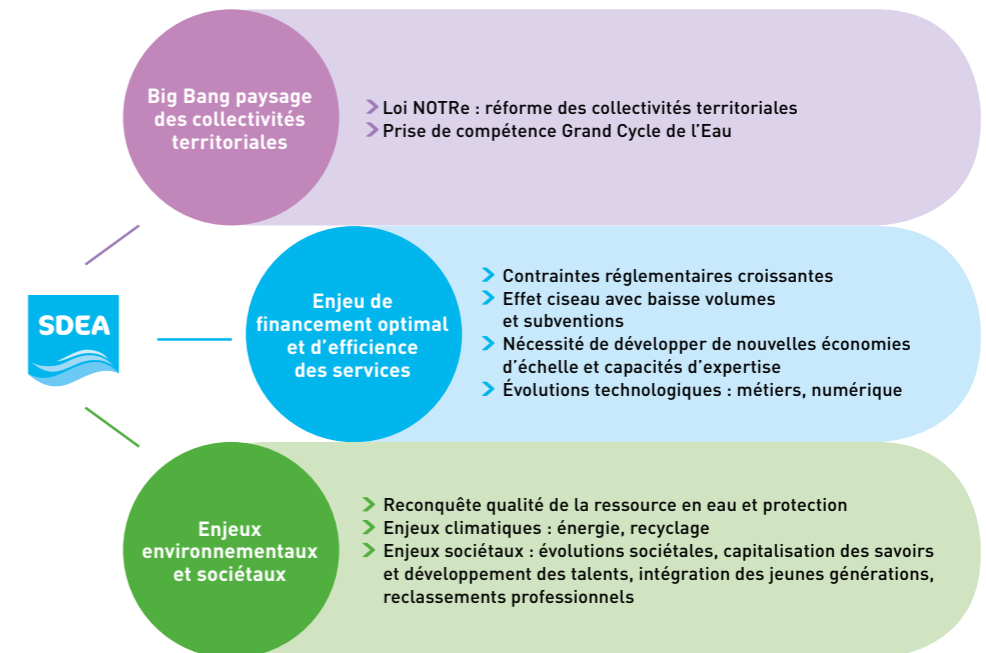 Big Bang paysage
des collectivités
territoriales
> Loi NOTRe : réforme des collectivités territoriales
> Prise de compétence Grand Cycle de l’Eau
SDEA
Enjeu de
financement optimal
et d’efficience
des services
> Contraintes réglementaires croissantes
> Effet ciseau avec baisse volumes
et subventions
> Nécessité de développer de nouvelles économies
d’échelle et capacités d’expertise
> Évolutions technologiques : métiers, numérique
Enjeux
environnementaux
et sociétaux
> Reconquête qualité de la ressource en eau et protection
> Enjeux climatiques : énergie, recyclage
> Enjeux sociétaux : évolutions sociétales, capitalisation des savoirs
et développement des talents, intégration des jeunes générations,
reclassements professionnels